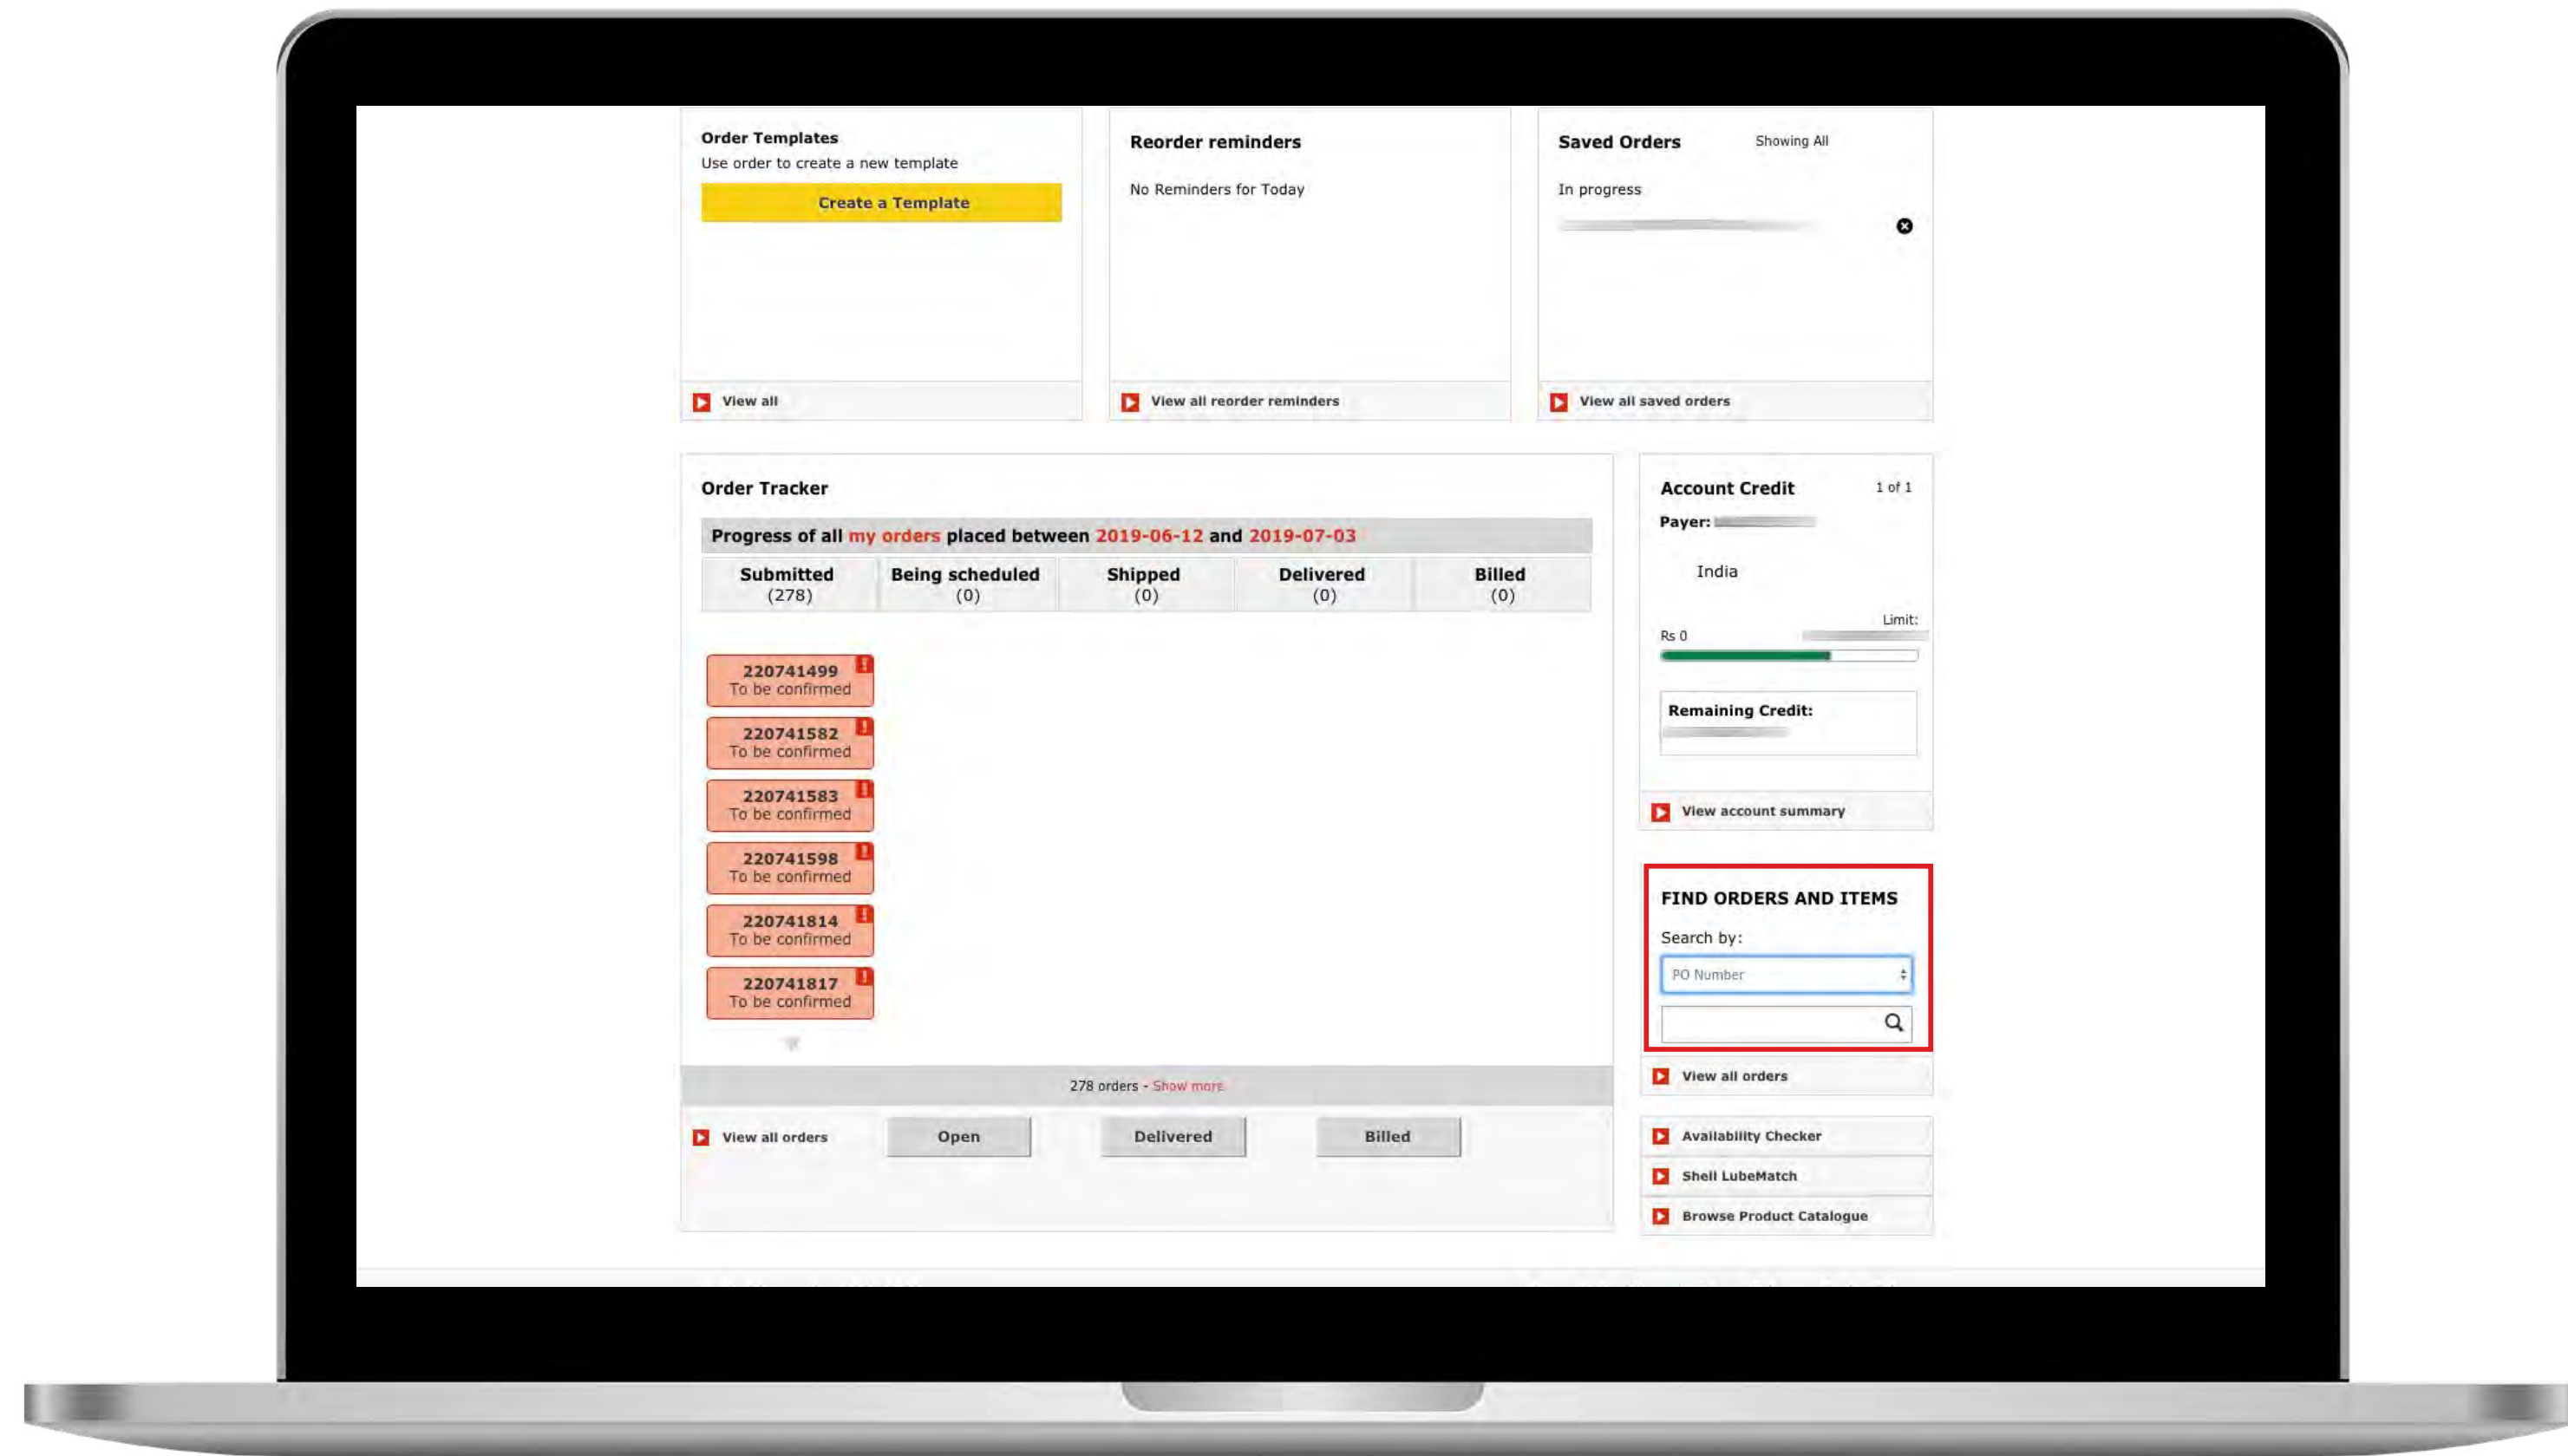 Order Templates
Use order to create a new template
Create a Template
View all
Reorder reminders
No Reminders for Today
View all reorder reminders
Saved Orders Showing All
In progress
View all saved orders
Order Tracker
Progress of all my orders placed between 2019-06-12 and 2019-07-03
Submitted Being scheduled Shipped Delivered Billed
(278) (0) (0) (0) (0)
220741499
To be confirmed
220741582
To be confirmed
220741583
To be confirmed
220741598
To be confirmed
220741814
To be confirmed
220741817
To be confirmed
278 orders - Show more
View all orders Open Delivered Billed
Account Credit 1 of 1
Payer:
India
Limit:
Rs 0
Remaining Credit:
View account summary
FIND ORDERS AND ITEMS
Search by:
PO Number
View all orders
Availability Checker
Shell LubeMatch
Browse Product Catalogue